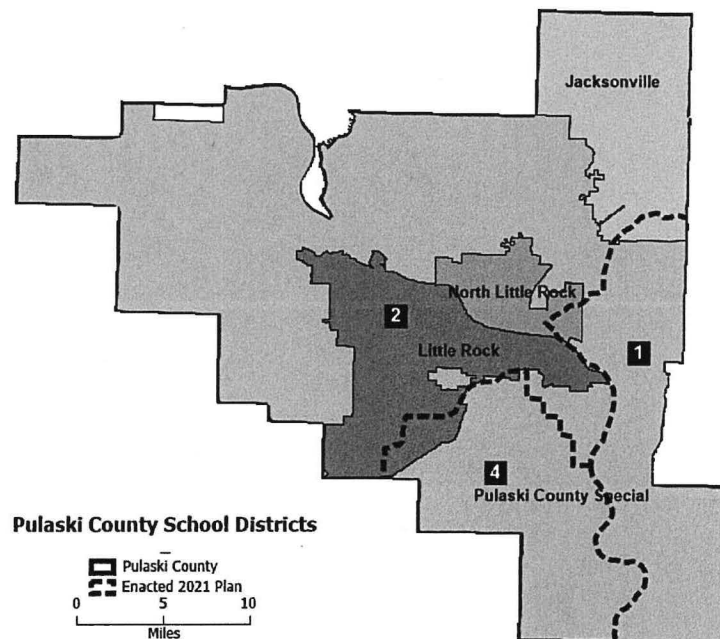 Jacksonville
North Little Rock
2
Little Rock
1
4
Pulaski County Special
Pulaski County School Districts
Pulaski County
Enacted 2021 Plan
0 5 10
Miles